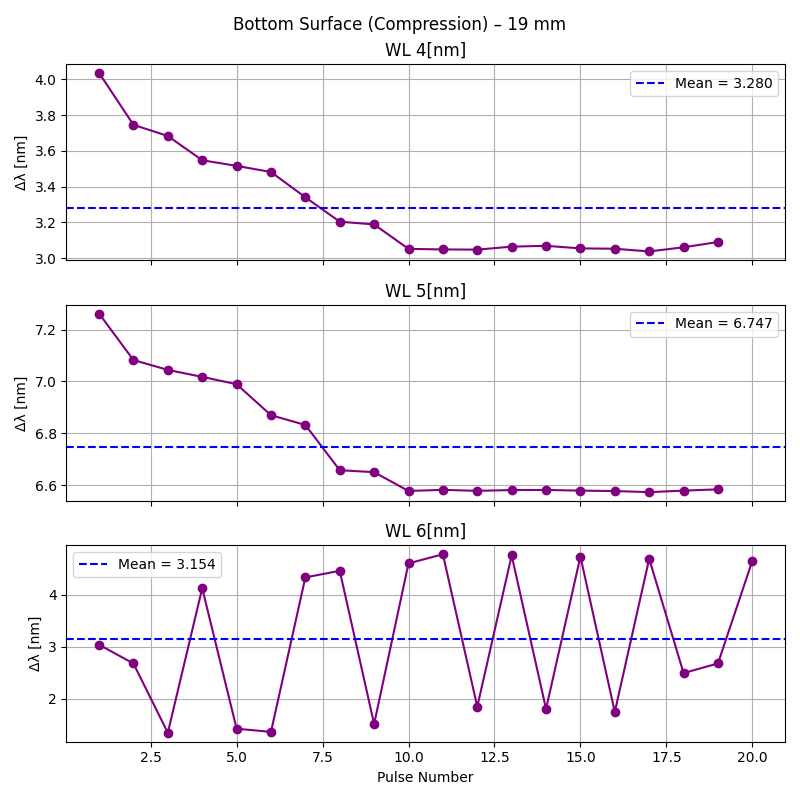 Bottom Surface (Compression) – 19 mm
WL 4[nm]
4.0
3.8
3.6
3.4
3.2
3.0
Δλ [nm]
Mean = 3.280
WL 5[nm]
7.2
7.0
6.8
6.6
Δλ [nm]
Mean = 6.747
WL 6[nm]
4
3
2
Δλ [nm]
Mean = 3.154
2.5 5.0 7.5 10.0 12.5 15.0 17.5 20.0
Pulse Number